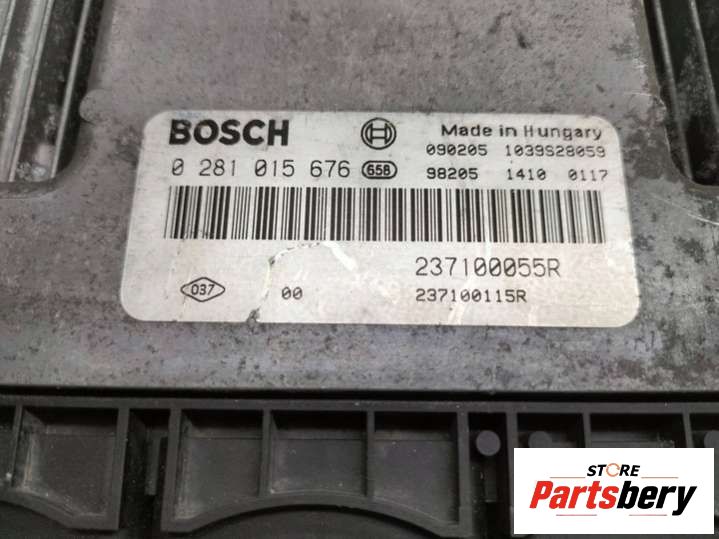 BOSCH
Made in Hungary
090205 1039S28059
0 281 015 676 658
98205 1410 0117
237100055R
037 00 237100115R
STORE
Partsbery